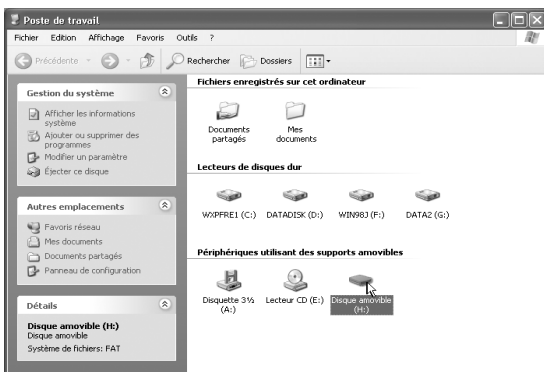 Poste de travail
Fichier Edition Affichage Favoris Outils ?
Précédente Rechercher Dossiers
Gestion du système
Afficher les informations
système
Ajouter ou supprimer des
programmes
Modifier un paramètre
Éjecter ce disque
Autres emplacements
Favoris réseau
Mes documents
Documents partagés
Panneau de configuration
Détails
Disque amovible (H:)
Disque amovible
Système de fichiers: FAT
Fichiers enregistrés sur cet ordinateur
Documents
partagés
Mes
documents
Lecteurs de disques dur
WXPFRE1 (C:) DATADISK (D:) WIN98J (F:) DATA2 (G:)
Périphériques utilisant des supports amovibles
Disquette 3½
(A:)
Lecteur CD (E:)
Disque amovible
(H:)